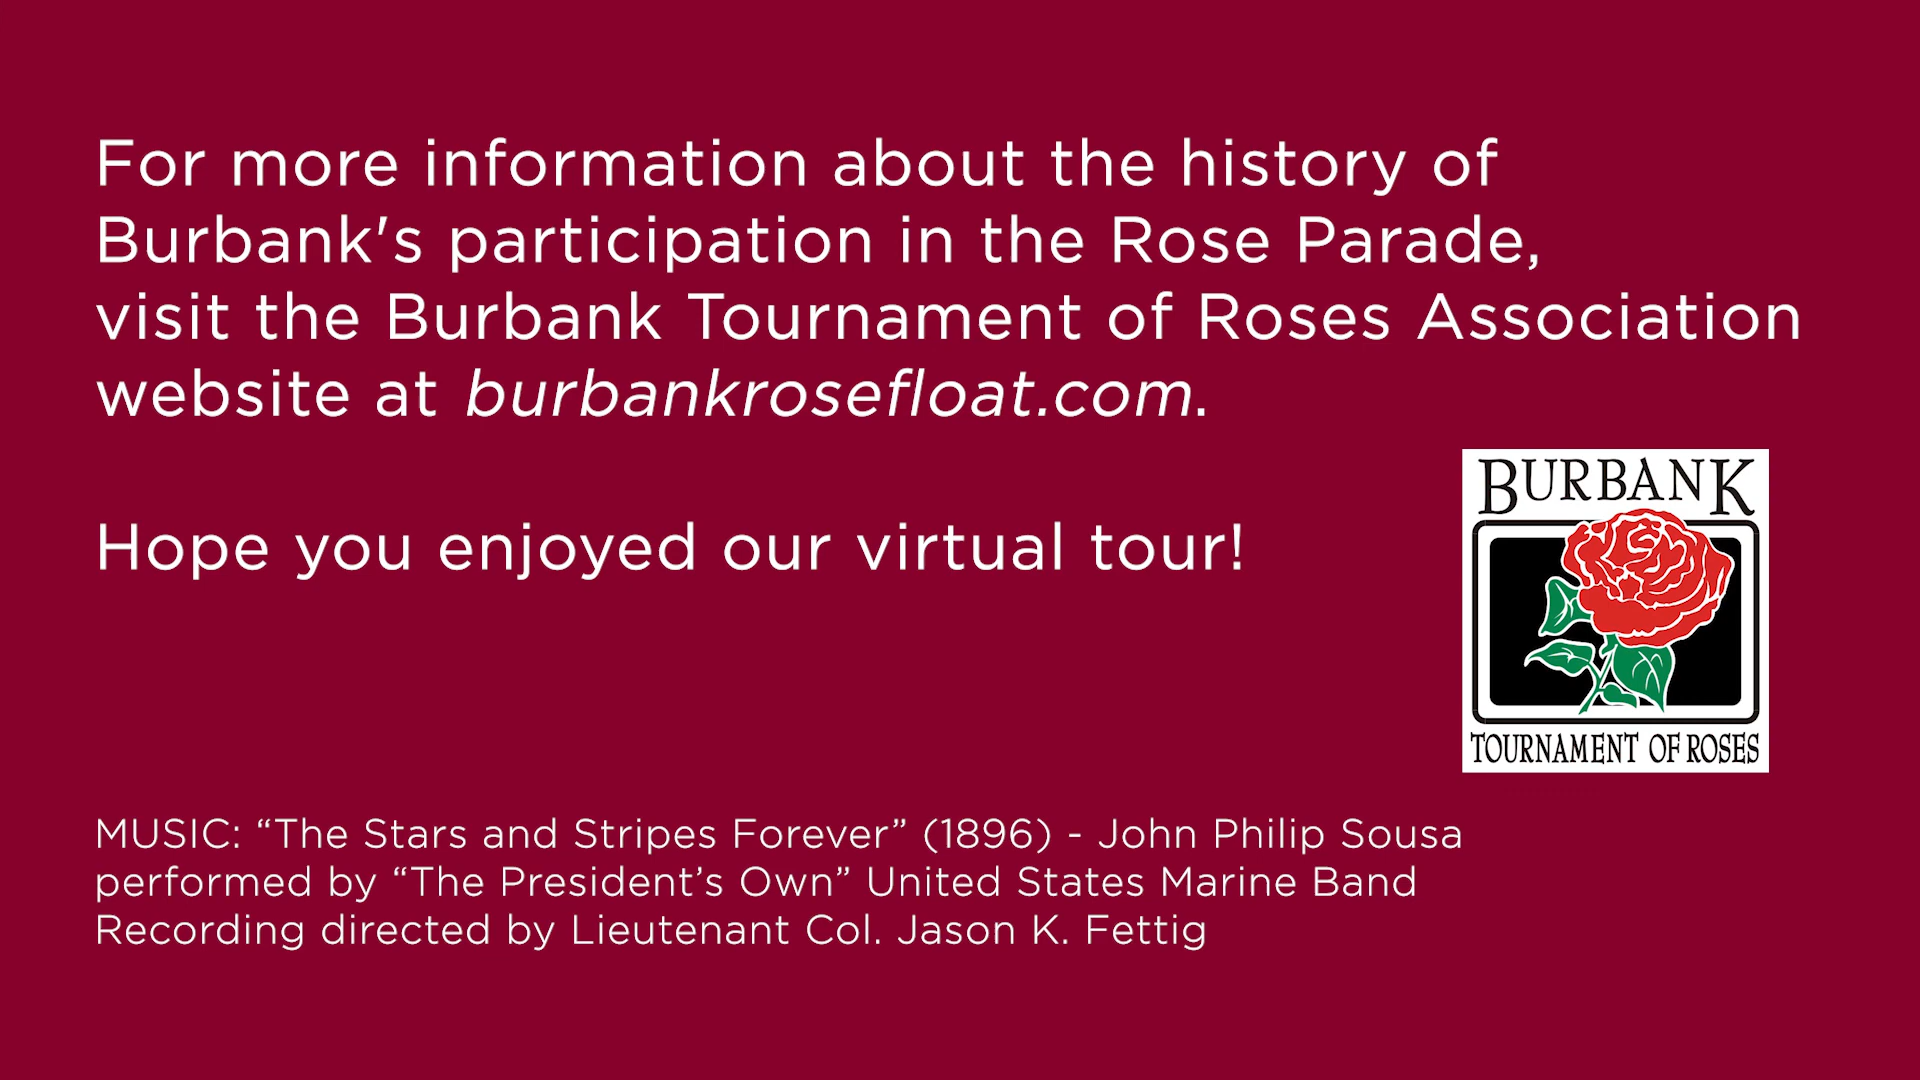 For more information about the history of
Burbank's participation in the Rose Parade,
visit the Burbank Tournament of Roses Association
website at burbankrosefloat.com.
Hope you enjoyed our virtual tour!
BURBANK
TOURNAMENT OF ROSES
MUSIC: “The Stars and Stripes Forever” (1896) - John Philip Sousa
performed by “The President’s Own” United States Marine Band
Recording directed by Lieutenant Col. Jason K. Fettig